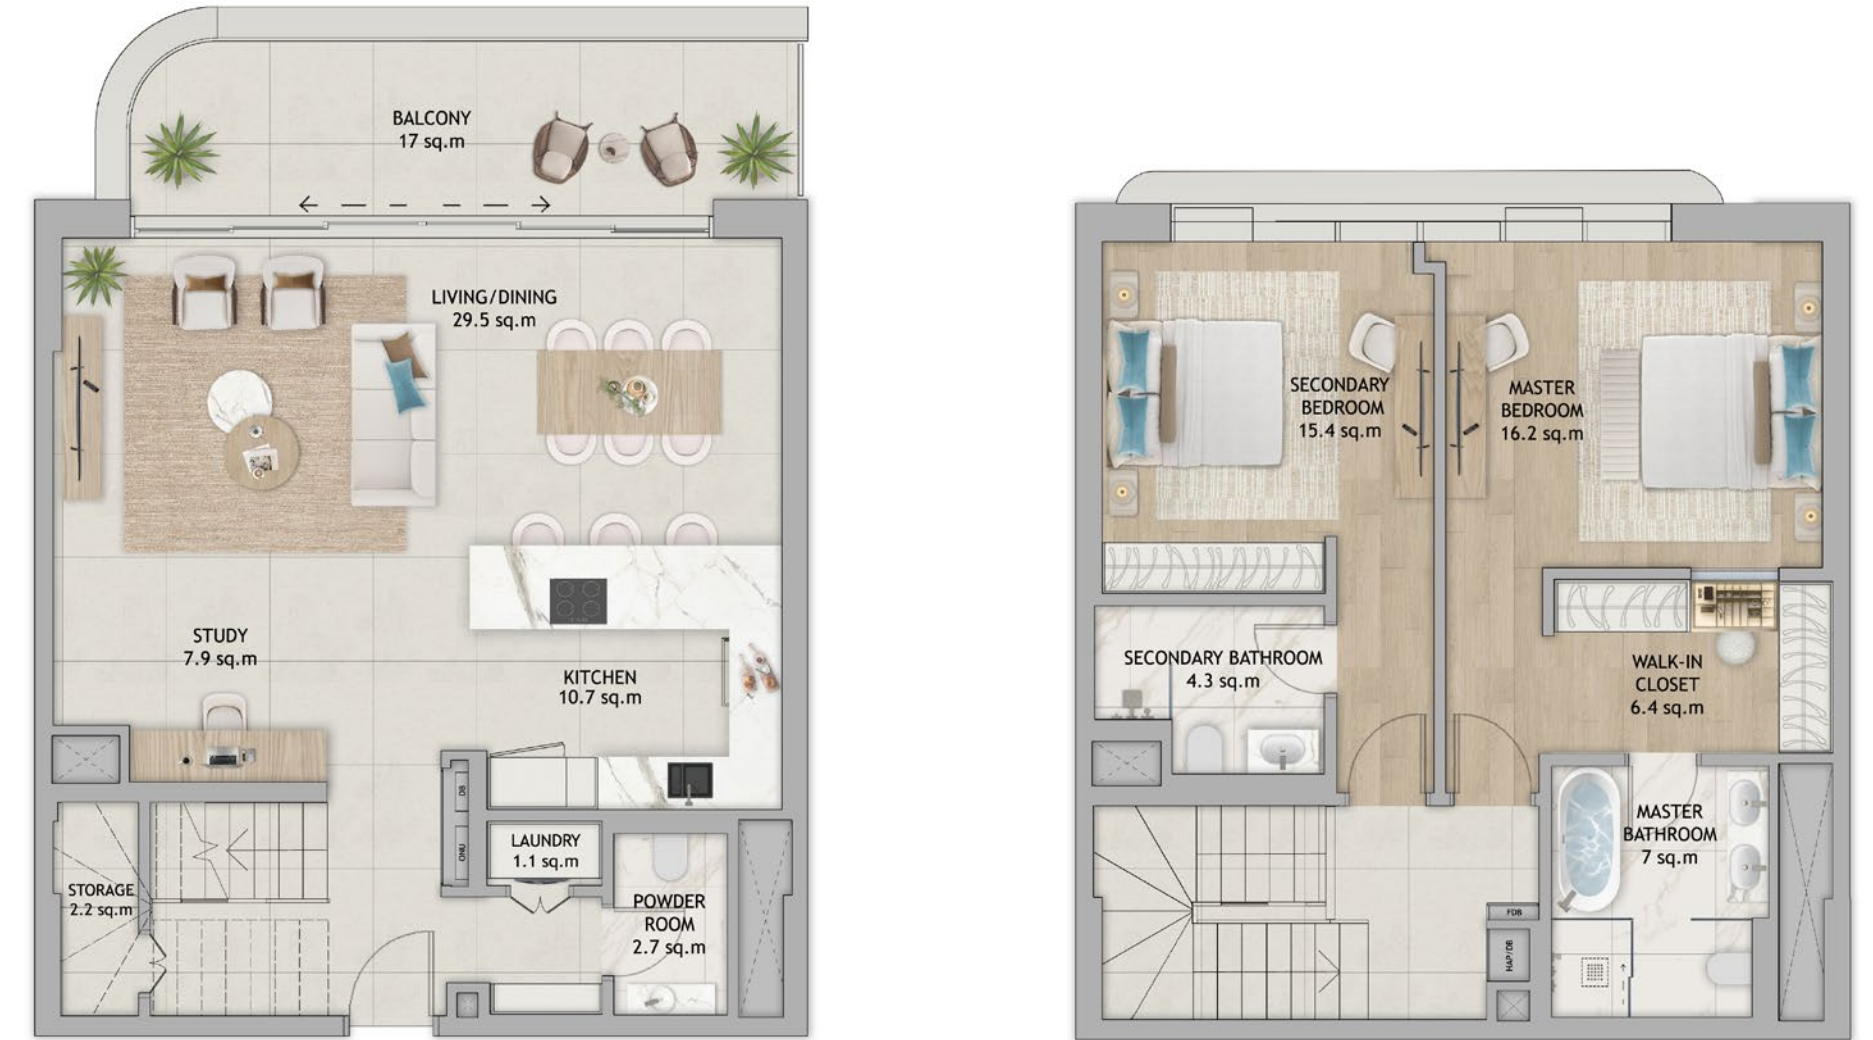 BALCONY
17 sq.m
LIVING/DINING
29.5 sq.m
STUDY
7.9 sq.m
KITCHEN
10.7 sq.m
DB
ONU
LAUNDRY
1.1 sq.m
STORAGE
2.2 sq.m
POWDER
ROOM
2.7 sq.m
SECONDARY
BEDROOM
15.4 sq.m
MASTER
BEDROOM
16.2 sq.m
SECONDARY BATHROOM
4.3 sq.m
WALK-IN
CLOSET
6.4 sq.m
MASTER
BATHROOM
7 sq.m
FDB
HAP/DB